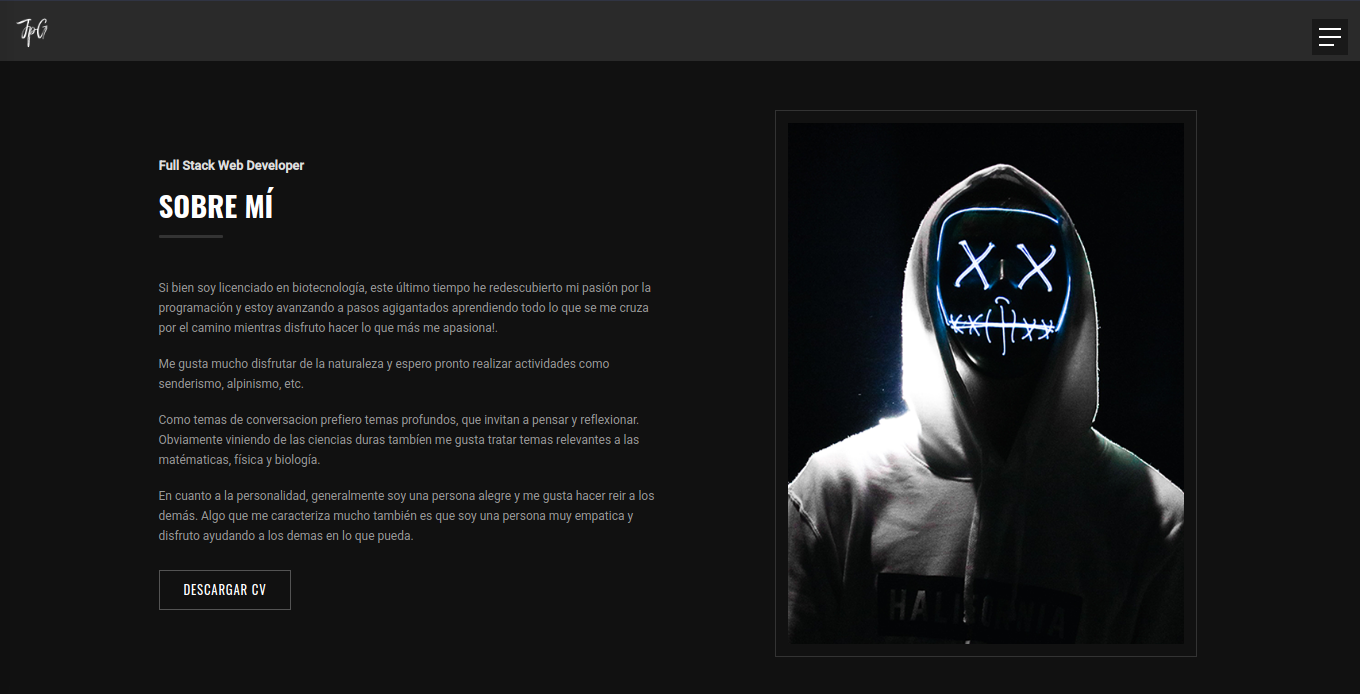 JpG
Full Stack Web Developer
SOBRE MÍ
Si bien soy licenciado en biotecnología, este último tiempo he redescubierto mi pasión por la
programación y estoy avanzando a pasos agigantados aprendiendo todo lo que se me cruza
por el camino mientras disfruto hacer lo que más me apasiona!.
Me gusta mucho disfrutar de la naturaleza y espero pronto realizar actividades como
senderismo, alpinismo, etc.
Como temas de conversacion prefiero temas profundos, que invitan a pensar y reflexionar.
Obviamente viniendo de las ciencias duras tambíen me gusta tratar temas relevantes a las
matématicas, física y biología.
En cuanto a la personalidad, generalmente soy una persona alegre y me gusta hacer reir a los
demás. Algo que me caracteriza mucho también es que soy una persona muy empatica y
disfruto ayudando a los demas en lo que pueda.
DESCARGAR CV